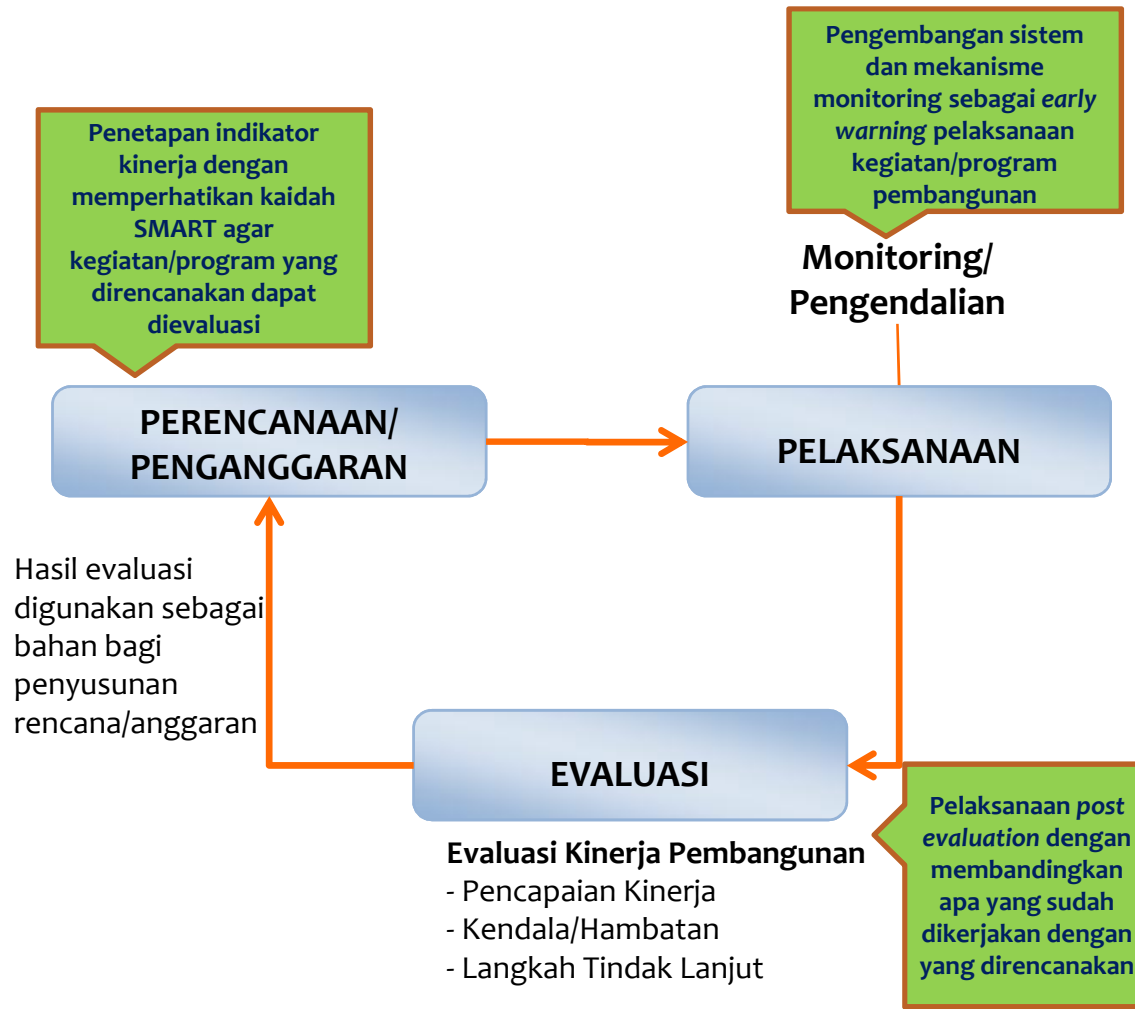 Pengembangan sistem
dan mekanisme
monitoring sebagai early
warning pelaksanaan
kegiatan/program
pembangunan
Penetapan indikator
kinerja dengan
memperhatikan kaidah
SMART agar
kegiatan/program yang
direncanakan dapat
dievaluasi
Monitoring/
Pengendalian
PERENCANAAN/
PENGANGGARAN
PELAKSANAAN
Hasil evaluasi
digunakan sebagai
bahan bagi
penyusunan
rencana/anggaran
EVALUASI
Evaluasi Kinerja Pembangunan
- Pencapaian Kinerja
- Kendala/Hambatan
- Langkah Tindak Lanjut
Pelaksanaan post
evaluation dengan
membandingkan
apa yang sudah
dikerjakan dengan
yang direncanakan